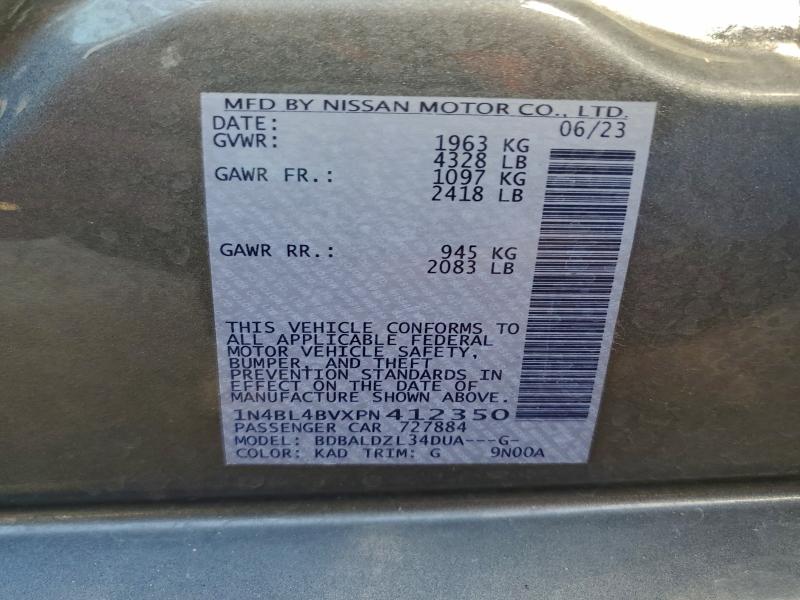 MFD BY NISSAN MOTOR CO., LTD.
DATE: 06/23
GVWR: 1963 KG
4328 LB
GAWR FR.: 1097 KG
2418 LB
GAWR RR.: 945 KG
2083 LB
THIS VEHICLE CONFORMS TO
ALL APPLICABLE FEDERAL
MOTOR VEHICLE SAFETY,
BUMPER, AND THEFT
PREVENTION STANDARDS IN
EFFECT ON THE DATE OF
MANUFACTURE SHOWN ABOVE.
1N4BL4BVXPN412350
PASSENGER CAR 727884
MODEL: BDBALDZL34DUA---G-
COLOR: KAD TRIM: G 9N00A